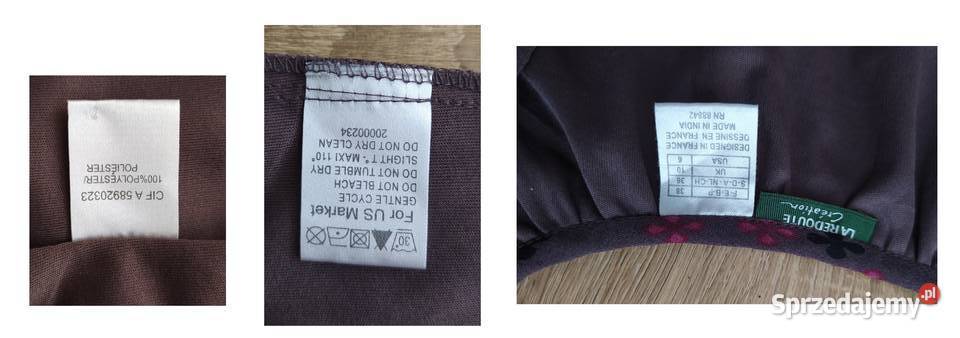 CIF A 58920323
100%POLYESTER/
POLIESTER
30°
For US Market
GENTLE CYCLE
DO NOT BLEACH
DO NOT TUMBLE DRY
SLIGHT T°- MAXI 110°
DO NOT DRY CLEAN
20000234
F-E-B-P 38
S-D-A-NL-CH 36
UK 10
USA 6
DESIGNED IN FRANCE
DESSINE EN FRANCE
MADE IN INDIA
RN 88842
LA REDOUTE
Création
Sprzedajemy.pl